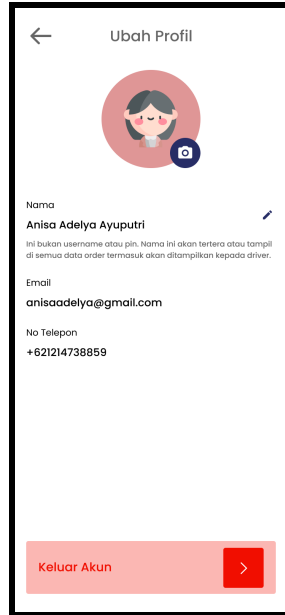 Ubah Profil
Nama
Anisa Adelya Ayuputri
Ini bukan username atau pin. Nama ini akan tertera atau tampil
di semua data order termasuk akan ditampilkan kepada driver.
Email
anisaadelya@gmail.com
No Telepon
+621214738859
Keluar Akun